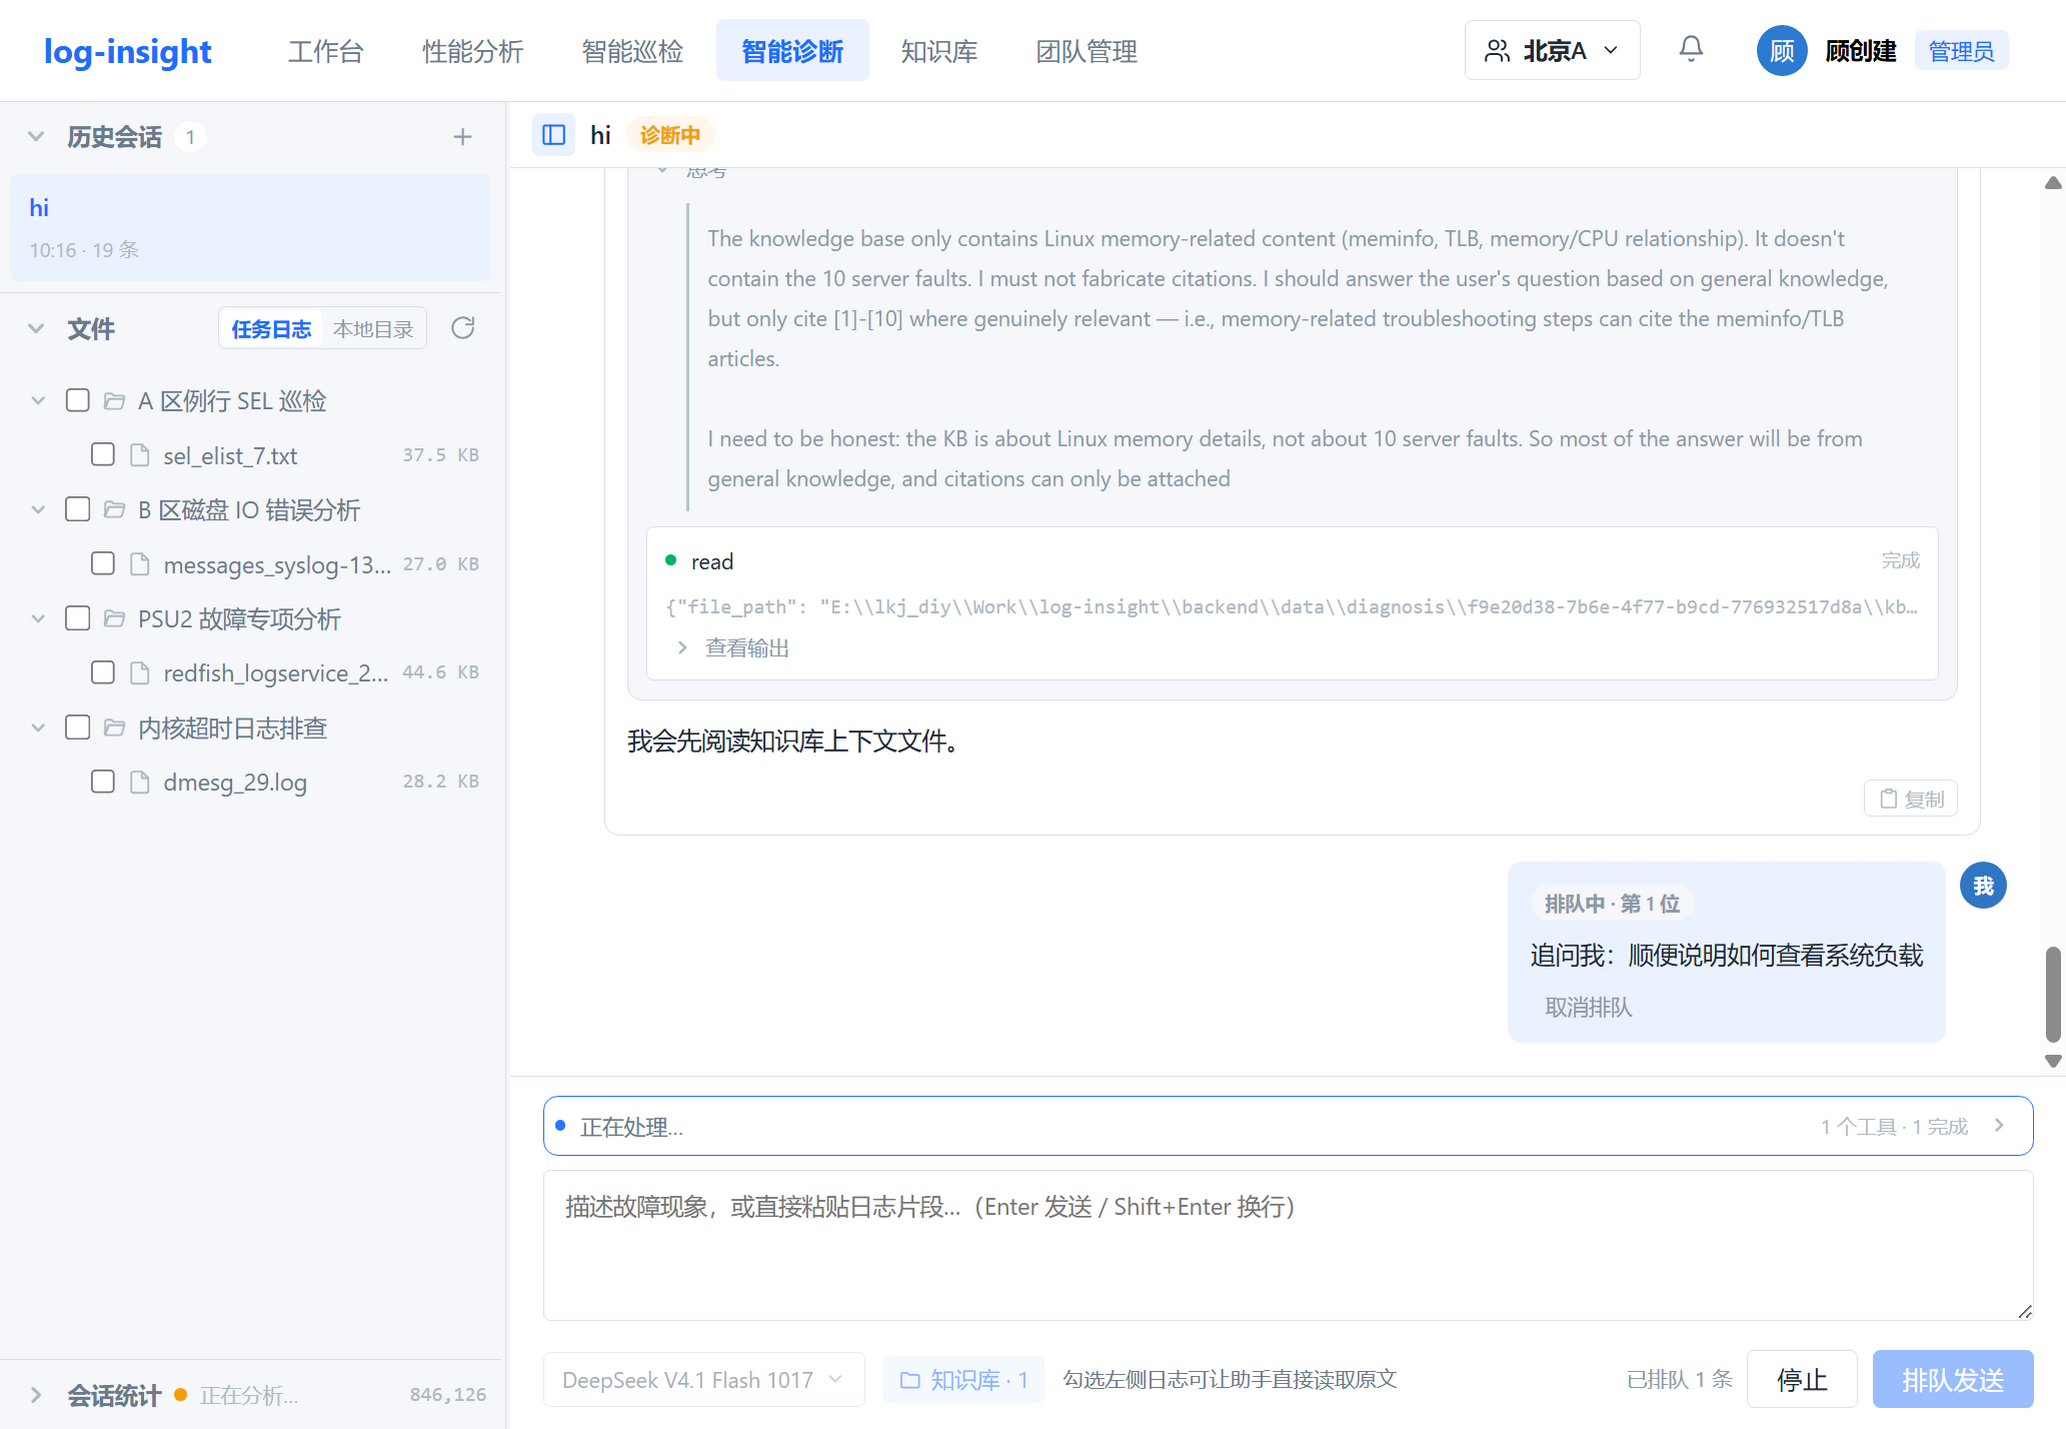 log-insight
工作台
性能分析
智能巡检
智能诊断
知识库
团队管理
北京A
顾
顾创建
管理员
历史会话 1
hi
10:16 · 19 条
文件
任务日志
本地目录
A 区例行 SEL 巡检
sel_elist_7.txt 37.5 KB
B 区磁盘 IO 错误分析
messages_syslog-13... 27.0 KB
PSU2 故障专项分析
redfish_logservice_2... 44.6 KB
内核超时日志排查
dmesg_29.log 28.2 KB
会话统计 正在分析... 846,126
hi 诊断中
思考
The knowledge base only contains Linux memory-related content (meminfo, TLB, memory/CPU relationship). It doesn't
contain the 10 server faults. I must not fabricate citations. I should answer the user's question based on general knowledge,
but only cite [1]-[10] where genuinely relevant — i.e., memory-related troubleshooting steps can cite the meminfo/TLB
articles.
I need to be honest: the KB is about Linux memory details, not about 10 server faults. So most of the answer will be from
general knowledge, and citations can only be attached
read 完成
{"file_path": "E:\\lkj_diy\\Work\\log-insight\\backend\\data\\diagnosis\\f9e20d38-7b6e-4f77-b9cd-776932517d8a\\kb…
查看输出
我会先阅读知识库上下文文件。
复制
我
排队中 · 第 1 位
追问我：顺便说明如何查看系统负载
取消排队
正在处理... 1 个工具 · 1 完成
描述故障现象，或直接粘贴日志片段...（Enter 发送 / Shift+Enter 换行）
DeepSeek V4.1 Flash 1017
知识库 · 1
勾选左侧日志可让助手直接读取原文
已排队 1 条
停止
排队发送